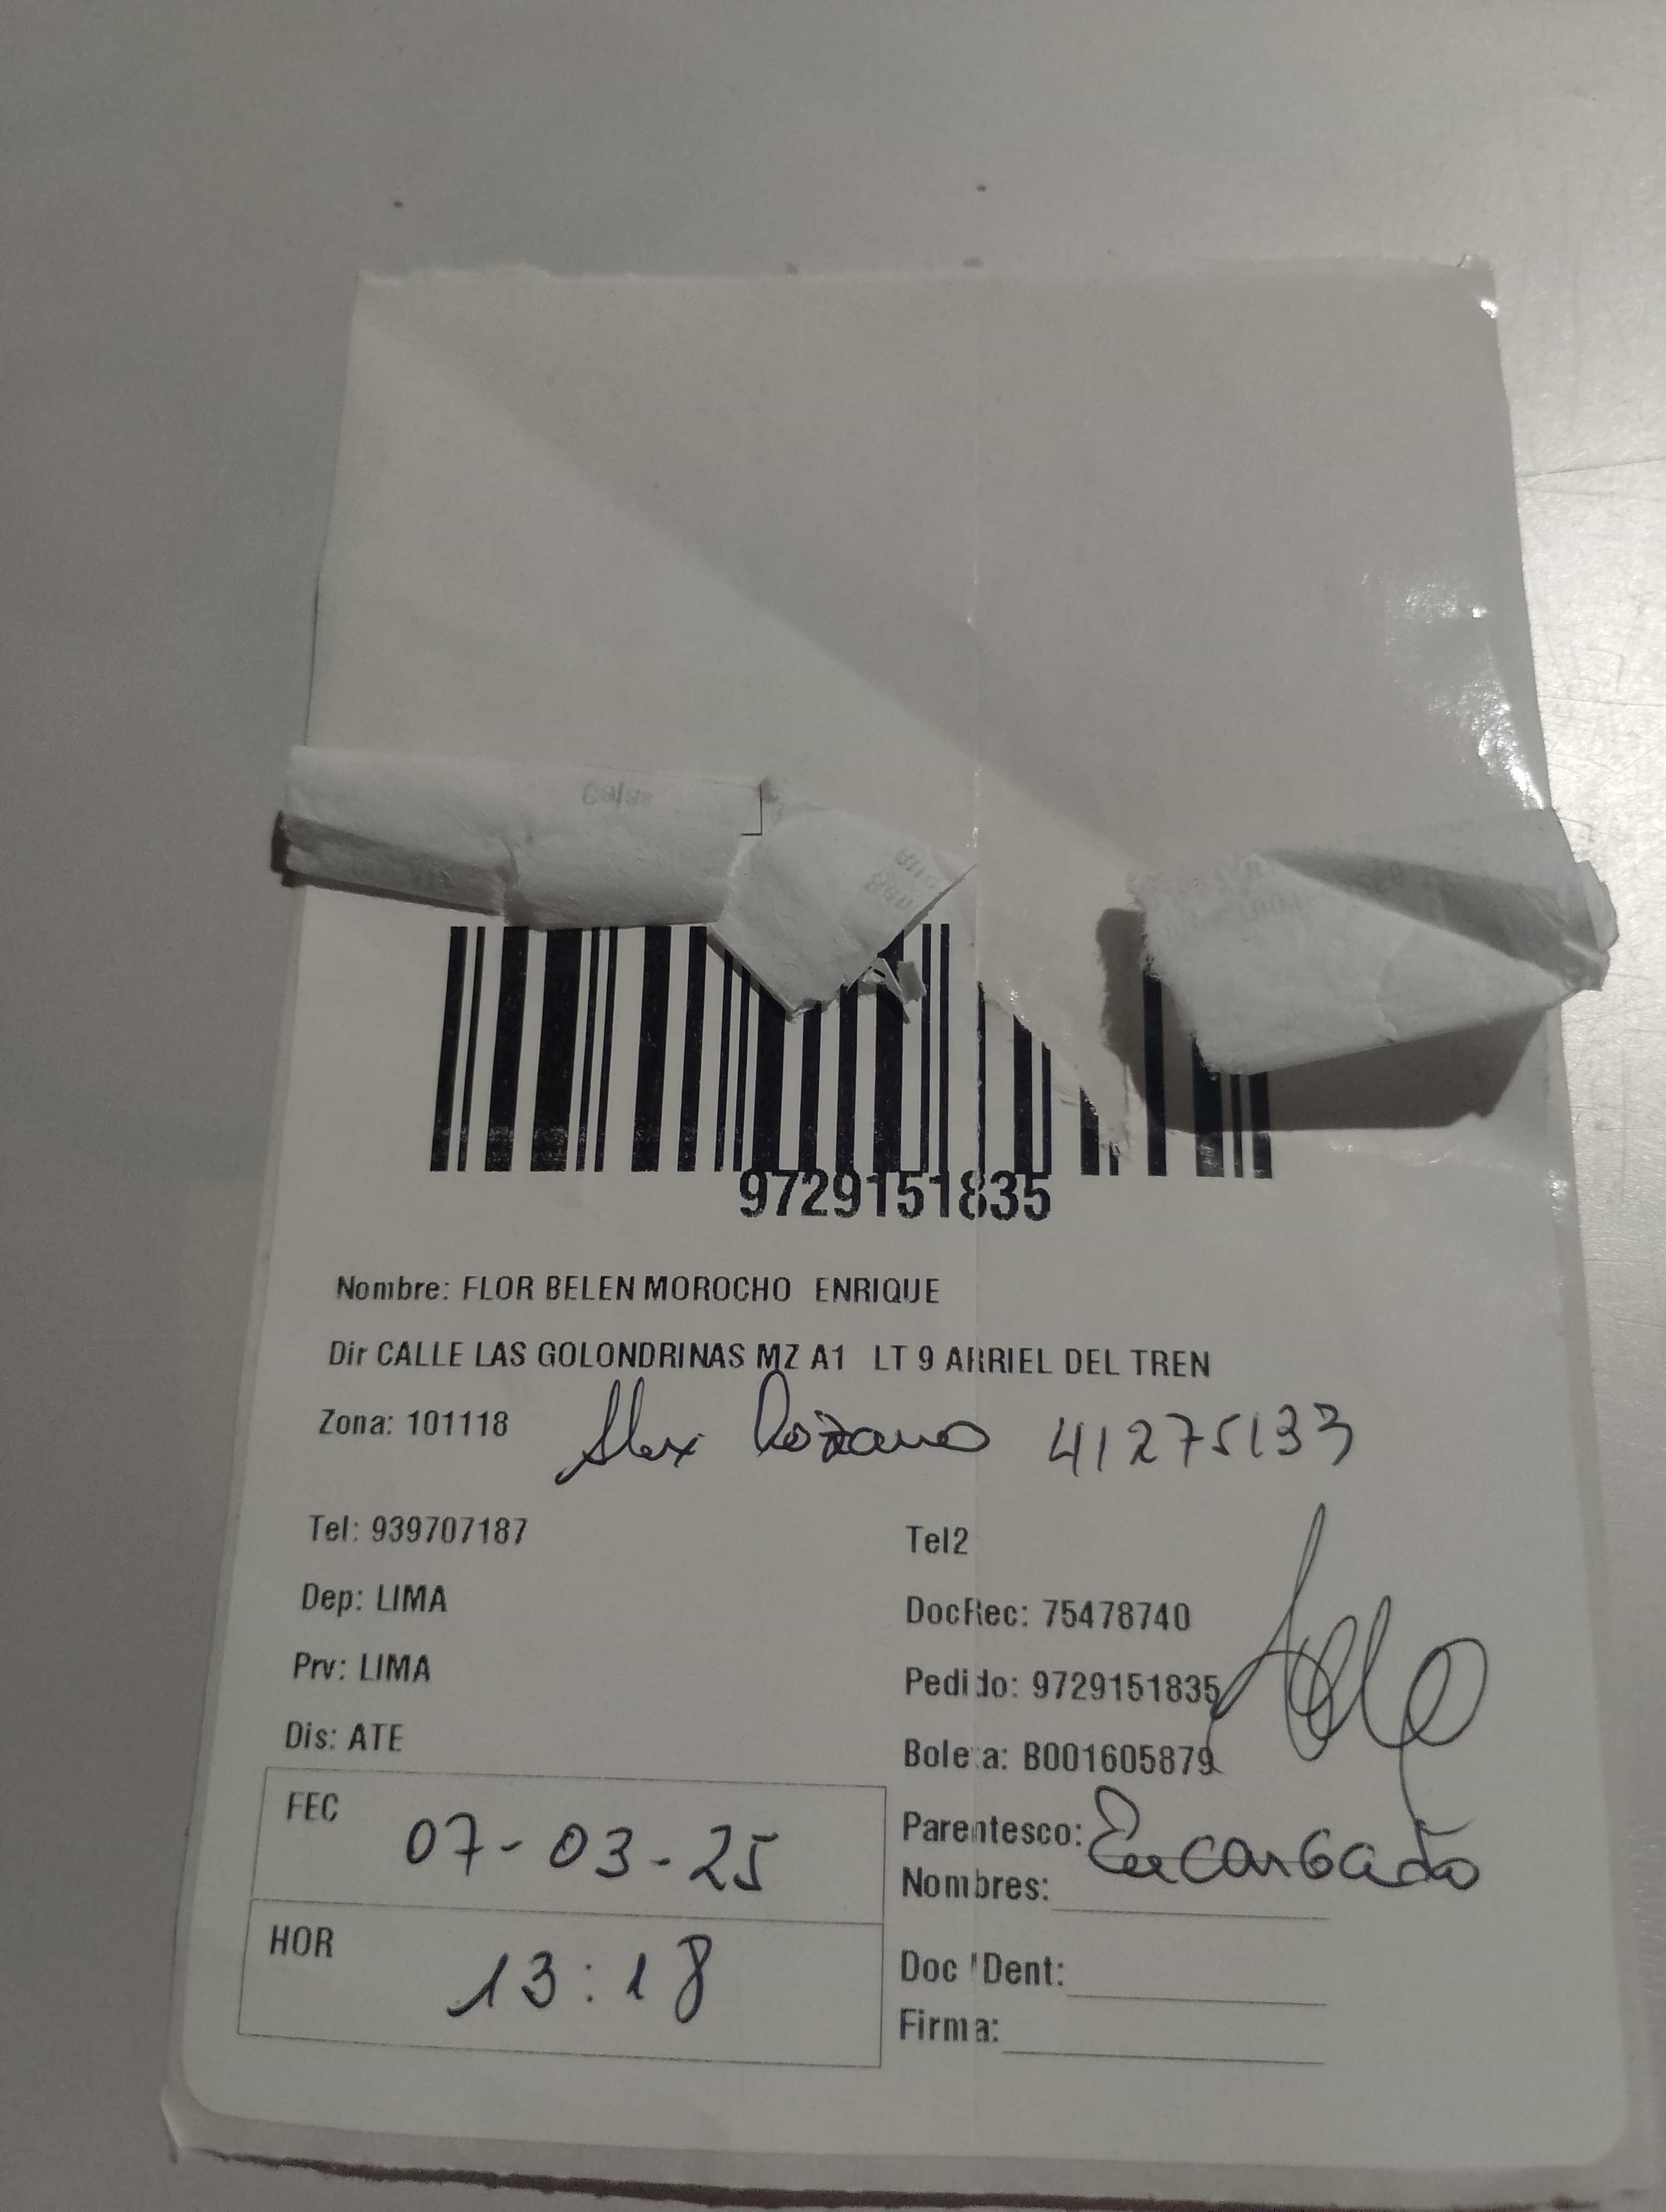 9729151835
Nombre: FLOR BELEN MOROCHO ENRIQUE
Dir CALLE LAS GOLONDRINAS MZ A1 LT 9 ARRIEL DEL TREN
Zona: 101118 Alex Lozano 41275133
Tel: 939707187 Tel2
Dep: LIMA DocRec: 75478740
Prv: LIMA Pedido: 9729151835
Dis: ATE Boleta: B001605879
FEC 07-03-25 Parentesco: Encargado
Nombres:
HOR 13:18 Doc IDent:
Firma: